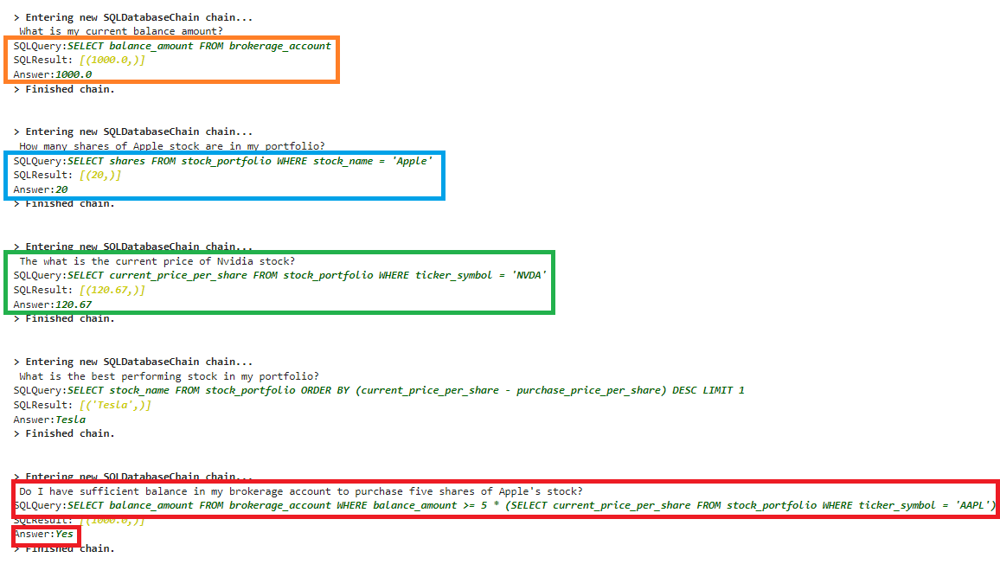 > Entering new SQLDatabaseChain chain...
What is my current balance amount?
SQLQuery:SELECT balance_amount FROM brokerage_account
SQLResult: [(1000.0,)]
Answer:1000.0
> Finished chain.
> Entering new SQLDatabaseChain chain...
How many shares of Apple stock are in my portfolio?
SQLQuery:SELECT shares FROM stock_portfolio WHERE stock_name = 'Apple'
SQLResult: [(20,)]
Answer:20
> Finished chain.
> Entering new SQLDatabaseChain chain...
The what is the current price of Nvidia stock?
SQLQuery:SELECT current_price_per_share FROM stock_portfolio WHERE ticker_symbol = 'NVDA'
SQLResult: [(120.67,)]
Answer:120.67
> Finished chain.
> Entering new SQLDatabaseChain chain...
What is the best performing stock in my portfolio?
SQLQuery:SELECT stock_name FROM stock_portfolio ORDER BY (current_price_per_share - purchase_price_per_share) DESC LIMIT 1
SQLResult: [('Tesla',)]
Answer:Tesla
> Finished chain.
> Entering new SQLDatabaseChain chain...
Do I have sufficient balance in my brokerage account to purchase five shares of Apple's stock?
SQLQuery:SELECT balance_amount FROM brokerage_account WHERE balance_amount >= 5 * (SELECT current_price_per_share FROM stock_portfolio WHERE ticker_symbol = 'AAPL')
SQLResult: [(1000.0,)]
Answer:Yes
> Finished chain.